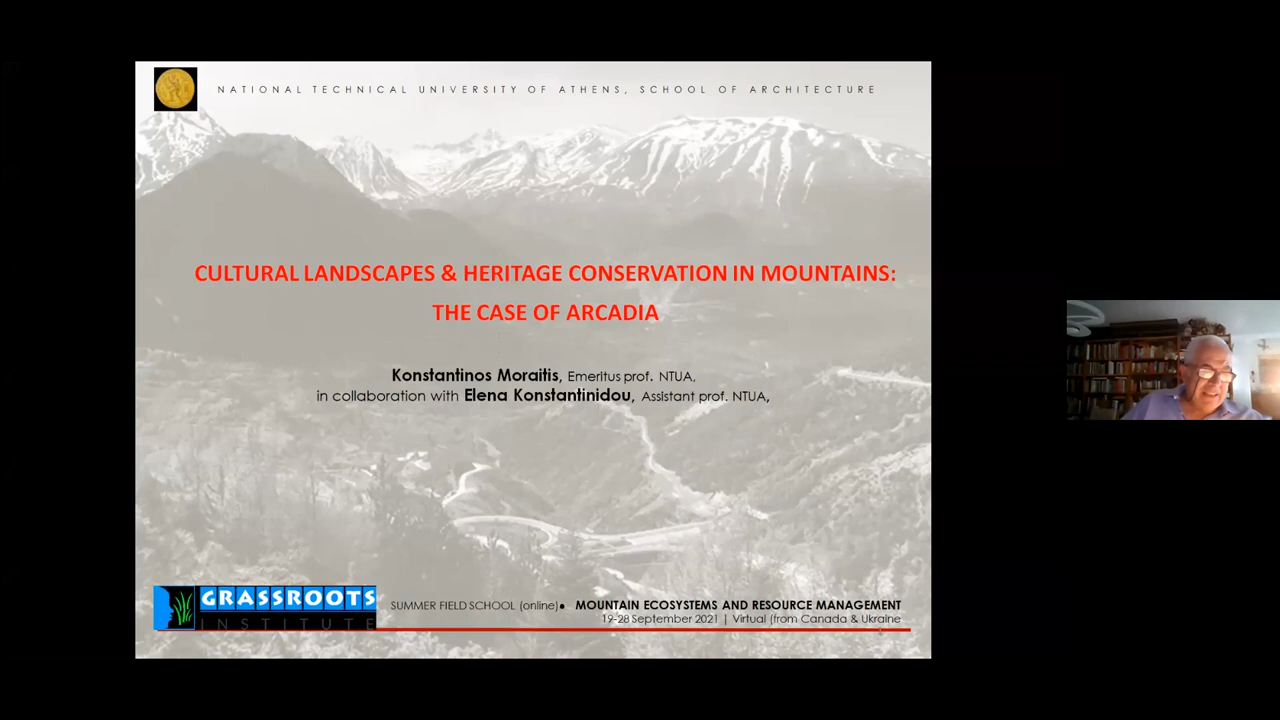 NATIONAL TECHNICAL UNIVERSITY OF ATHENS, SCHOOL OF ARCHITECTURE
CULTURAL LANDSCAPES & HERITAGE CONSERVATION IN MOUNTAINS:
THE CASE OF ARCADIA
Konstantinos Moraitis, Emeritus prof. NTUA,
in collaboration with Elena Konstantinidou, Assistant prof. NTUA,
GRASSROOTS
INSTITUTE
SUMMER FIELD SCHOOL (online)● MOUNTAIN ECOSYSTEMS AND RESOURCE MANAGEMENT
19-28 September 2021 | Virtual (from Canada & Ukraine